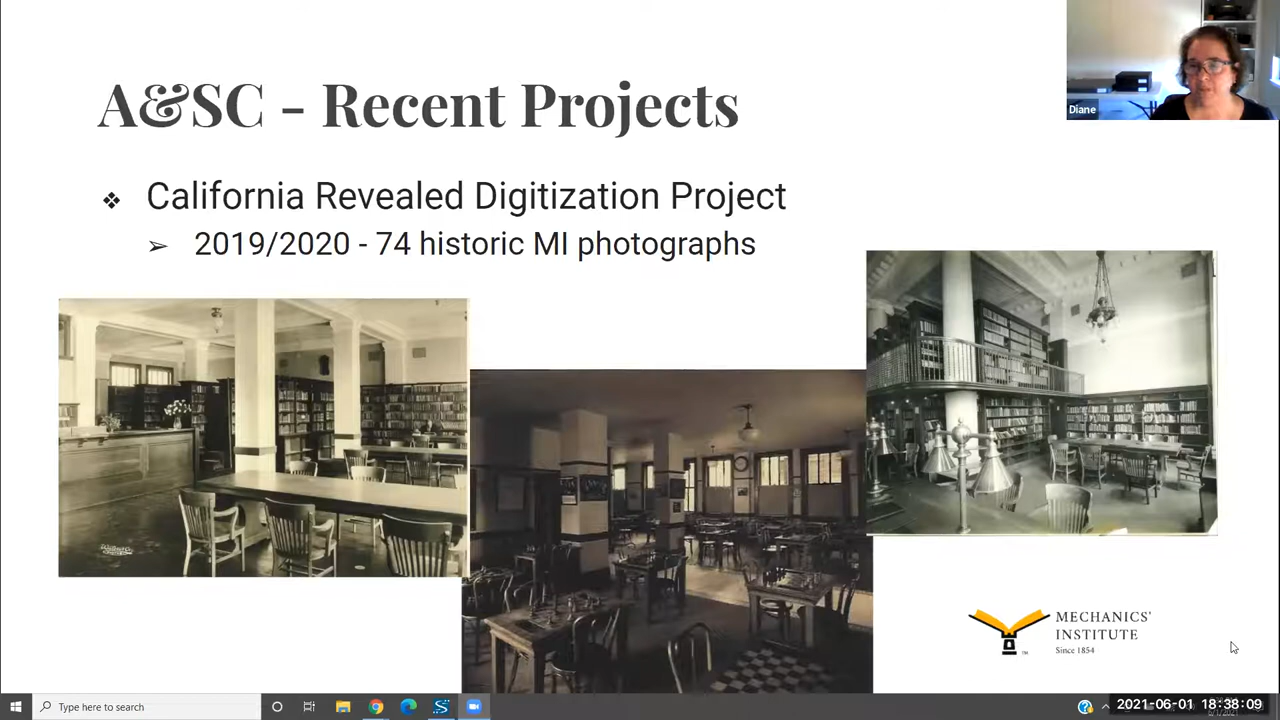 A&SC - Recent Projects
❖ California Revealed Digitization Project
➢ 2019/2020 - 74 historic MI photographs
Diane
MECHANICS'
INSTITUTE
Since 1854
TM
Type here to search
2021-06-01 18:38:09